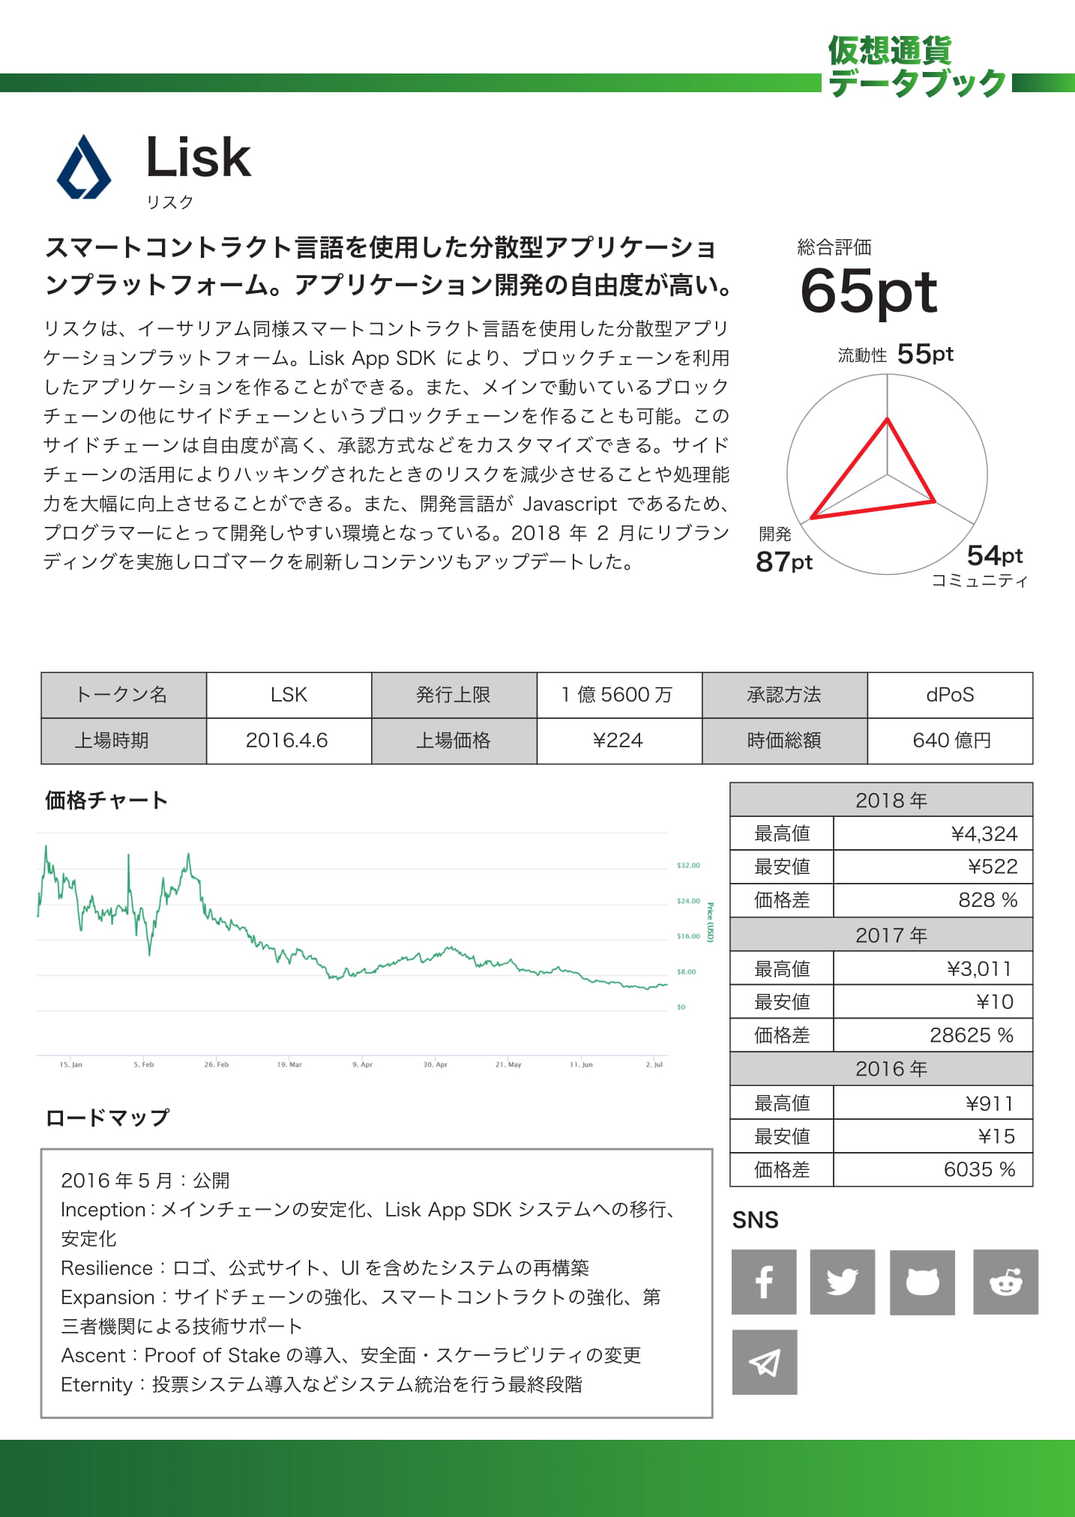 仮想通貨
データブック
Lisk
リスク
スマートコントラクト言語を使用した分散型アプリケーショ
ンプラットフォーム。アプリケーション開発の自由度が高い。
リスクは、イーサリアム同様スマートコントラクト言語を使用した分散型アプリ
ケーションプラットフォーム。Lisk App SDK により、ブロックチェーンを利用
したアプリケーションを作ることができる。また、メインで動いているブロック
チェーンの他にサイドチェーンというブロックチェーンを作ることも可能。この
サイドチェーンは自由度が高く、承認方式などをカスタマイズできる。サイド
チェーンの活用によりハッキングされたときのリスクを減少させることや処理能
力を大幅に向上させることができる。また、開発言語が Javascript であるため、
プログラマーにとって開発しやすい環境となっている。2018 年 2 月にリブラン
ディングを実施しロゴマークを刷新しコンテンツもアップデートした。
総合評価
65pt
流動性 55pt
開発
87pt
54pt
コミュニティ
トークン名 LSK 発行上限 1 億 5600 万 承認方法 dPoS
上場時期 2016.4.6 上場価格 ¥224 時価総額 640 億円
価格チャート
$32.00
$24.00
$16.00
$8.00
$0
Price (USD)
15. Jan 5. Feb 26. Feb 19. Mar 9. Apr 30. Apr 21. May 11. Jun 2. Jul
2018 年
最高値 ¥4,324
最安値 ¥522
価格差 828 %
2017 年
最高値 ¥3,011
最安値 ¥10
価格差 28625 %
2016 年
最高値 ¥911
最安値 ¥15
価格差 6035 %
ロードマップ
2016 年 5 月：公開
Inception：メインチェーンの安定化、Lisk App SDK システムへの移行、
安定化
Resilience：ロゴ、公式サイト、UI を含めたシステムの再構築
Expansion：サイドチェーンの強化、スマートコントラクトの強化、第
三者機関による技術サポート
Ascent：Proof of Stake の導入、安全面・スケーラビリティの変更
Eternity：投票システム導入などシステム統治を行う最終段階
SNS